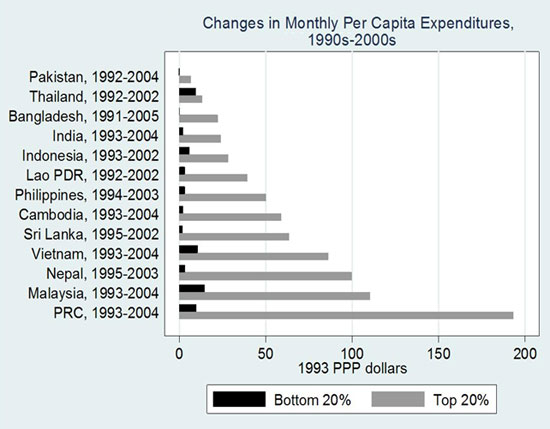 Changes in Monthly Per Capita Expenditures,
1990s-2000s
Pakistan, 1992-2004
Thailand, 1992-2002
Bangladesh, 1991-2005
India, 1993-2004
Indonesia, 1993-2002
Lao PDR, 1992-2002
Philippines, 1994-2003
Cambodia, 1993-2004
Sri Lanka, 1995-2002
Vietnam, 1993-2004
Nepal, 1995-2003
Malaysia, 1993-2004
PRC, 1993-2004
0 50 100 150 200
1993 PPP dollars
Bottom 20% Top 20%